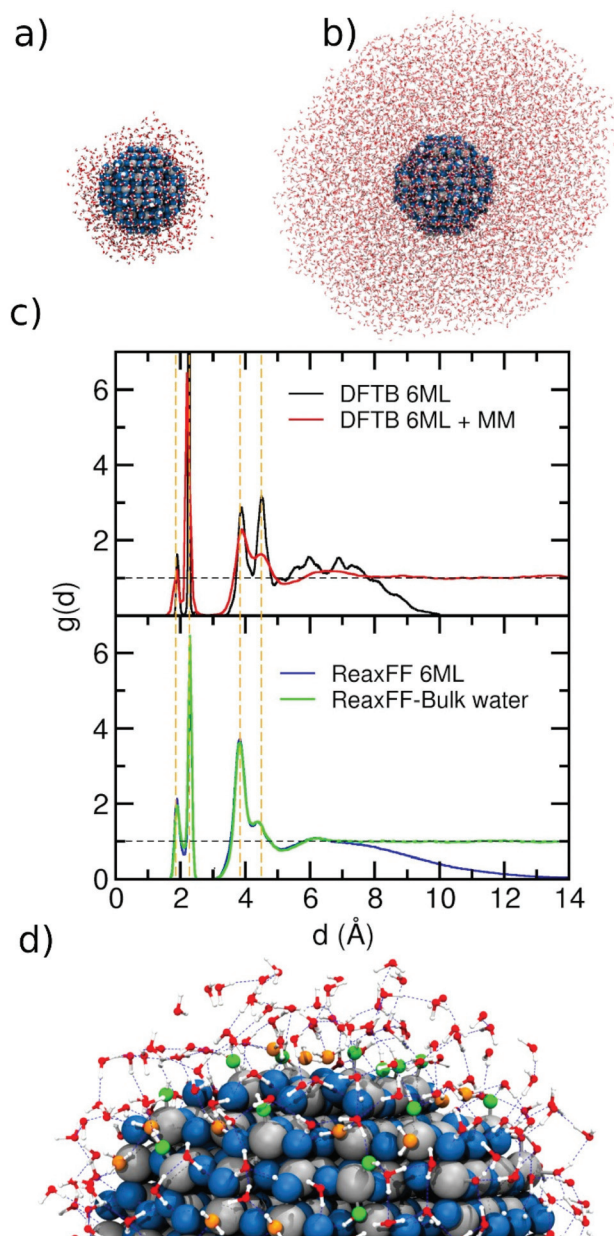 a)
b)
c)
6
4
2
DFTB 6ML
DFTB 6ML + MM
g(d)
6
4
2
0
ReaxFF 6ML
ReaxFF-Bulk water
0 2 4 6 8 10 12 14
d (Å)
d)